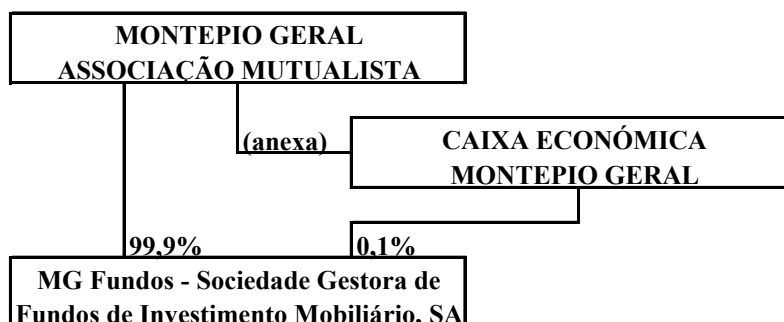 MONTEPIO GERAL
ASSOCIAÇÃO MUTUALISTA
(anexa)
CAIXA ECONÓMICA
MONTEPIO GERAL
99,9%
0,1%
MG Fundos - Sociedade Gestora de
Fundos de Investimento Mobiliário, SA